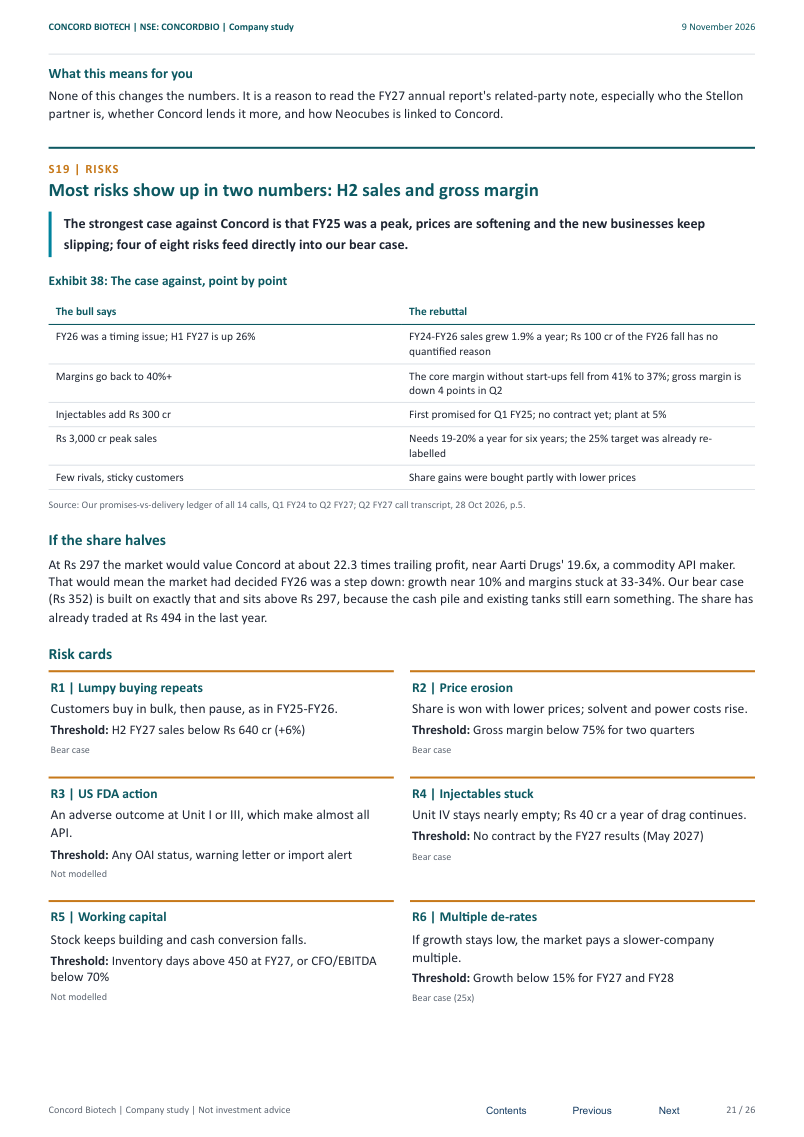 CONCORD BIOTECH | NSE: CONCORDBIO | Company study
9 November 2026
What this means for you
None of this changes the numbers. It is a reason to read the FY27 annual report's related-party note, especially who the Stellon
partner is, whether Concord lends it more, and how Neocubes is linked to Concord.
S19 | RISKS
Most risks show up in two numbers: H2 sales and gross margin
The strongest case against Concord is that FY25 was a peak, prices are softening and the new businesses keep
slipping; four of eight risks feed directly into our bear case.
Exhibit 38: The case against, point by point
The bull says
The rebuttal
FY26 was a timing issue; H1 FY27 is up 26%
FY24-FY26 sales grew 1.9% a year; Rs 100 cr of the FY26 fall has no
quantified reason
Margins go back to 40%+
The core margin without start-ups fell from 41% to 37%; gross margin is
down 4 points in Q2
Injectables add Rs 300 cr
First promised for Q1 FY25; no contract yet; plant at 5%
Rs 3,000 cr peak sales
Needs 19-20% a year for six years; the 25% target was already re-
labelled
Few rivals, sticky customers
Share gains were bought partly with lower prices
Source: Our promises-vs-delivery ledger of all 14 calls, Q1 FY24 to Q2 FY27; Q2 FY27 call transcript, 28 Oct 2026, p.5.
If the share halves
At Rs 297 the market would value Concord at about 22.3 times trailing profit, near Aarti Drugs' 19.6x, a commodity API maker.
That would mean the market had decided FY26 was a step down: growth near 10% and margins stuck at 33-34%. Our bear case
(Rs 352) is built on exactly that and sits above Rs 297, because the cash pile and existing tanks still earn something. The share has
already traded at Rs 494 in the last year.
Risk cards
R1 | Lumpy buying repeats
Customers buy in bulk, then pause, as in FY25-FY26.
Threshold: H2 FY27 sales below Rs 640 cr (+6%)
Bear case
R2 | Price erosion
Share is won with lower prices; solvent and power costs rise.
Threshold: Gross margin below 75% for two quarters
Bear case
R3 | US FDA action
An adverse outcome at Unit I or III, which make almost all
API.
Threshold: Any OAI status, warning letter or import alert
Not modelled
R4 | Injectables stuck
Unit IV stays nearly empty; Rs 40 cr a year of drag continues.
Threshold: No contract by the FY27 results (May 2027)
Bear case
R5 | Working capital
Stock keeps building and cash conversion falls.
Threshold: Inventory days above 450 at FY27, or CFO/EBITDA
below 70%
Not modelled
R6 | Multiple de-rates
If growth stays low, the market pays a slower-company
multiple.
Threshold: Growth below 15% for FY27 and FY28
Bear case (25x)
Concord Biotech | Company study | Not investment advice
Contents
Previous
Next
21 / 26